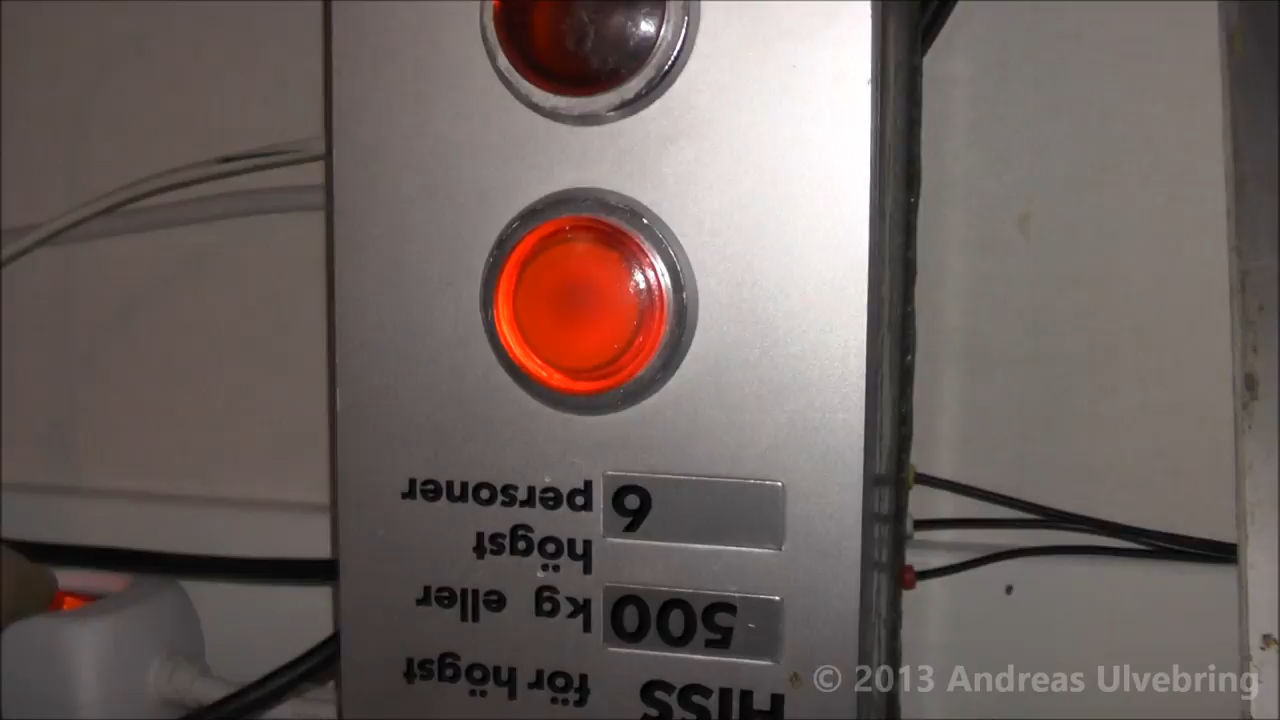 HISS för högst
500 kg eller
högst
6 personer
© 2013 Andreas Ulvebring